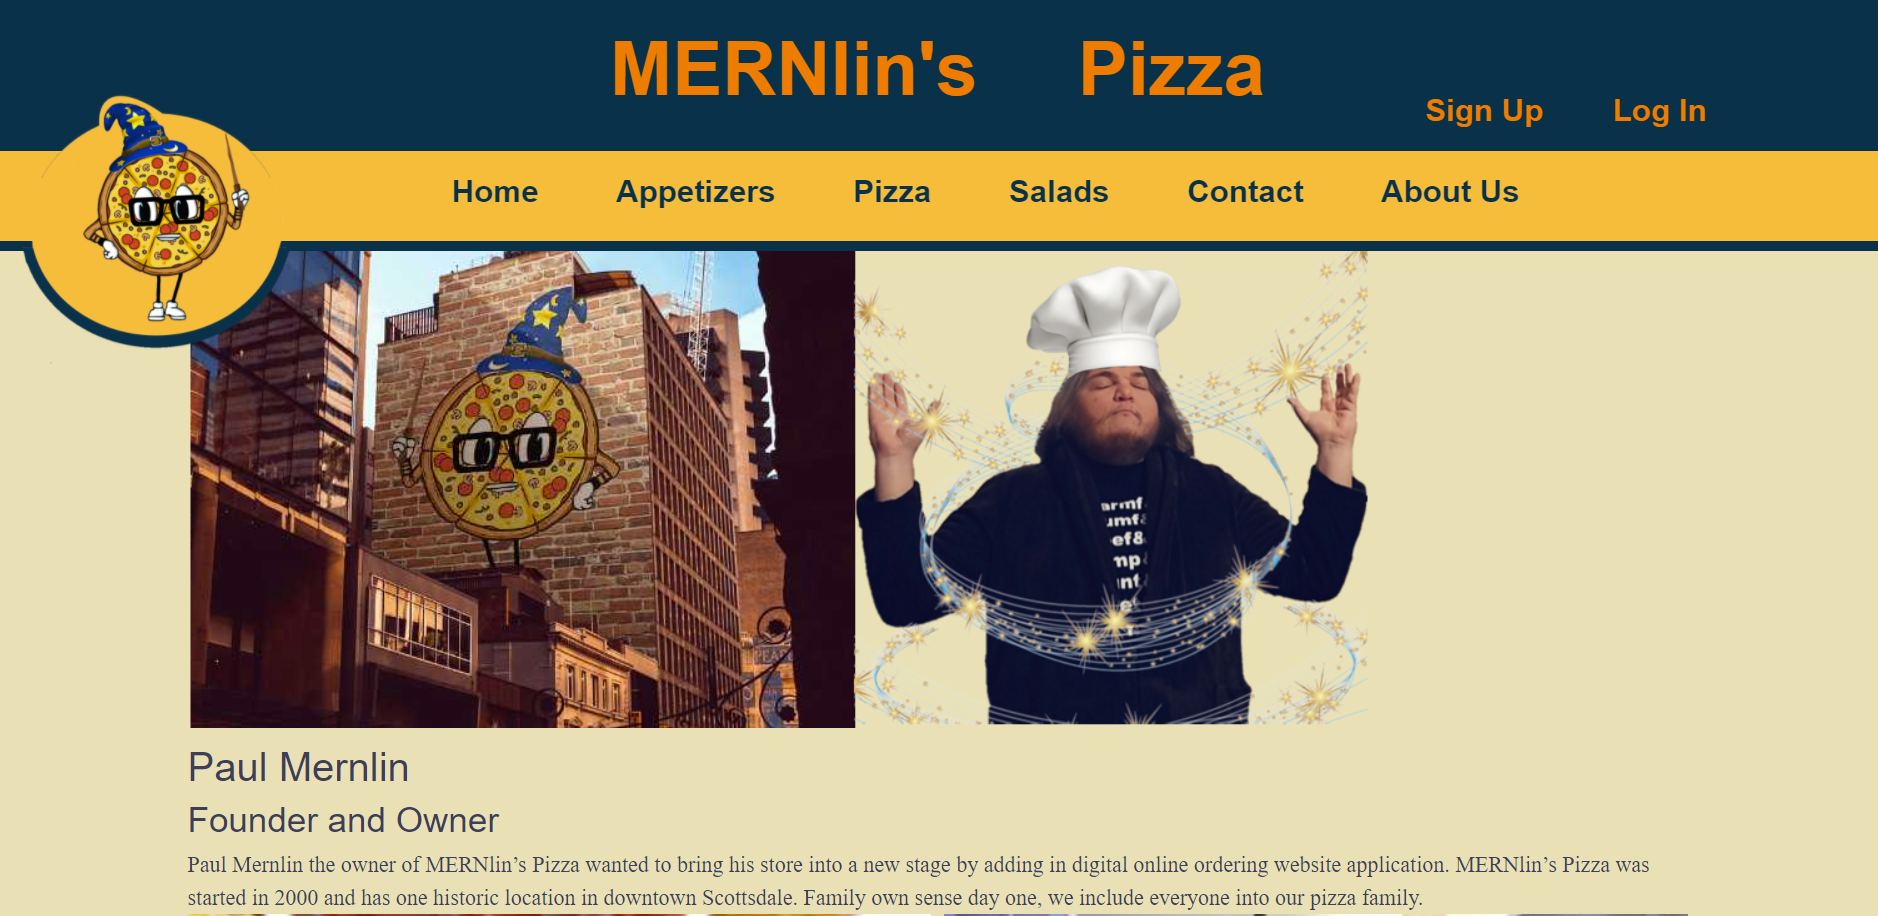 MERNlin's Pizza
Sign Up Log In
Home Appetizers Pizza Salads Contact About Us
Paul Mernlin
Founder and Owner
Paul Mernlin the owner of MERNlin’s Pizza wanted to bring his store into a new stage by adding in digital online ordering website application. MERNlin’s Pizza was
started in 2000 and has one historic location in downtown Scottsdale. Family own sense day one, we include everyone into our pizza family.